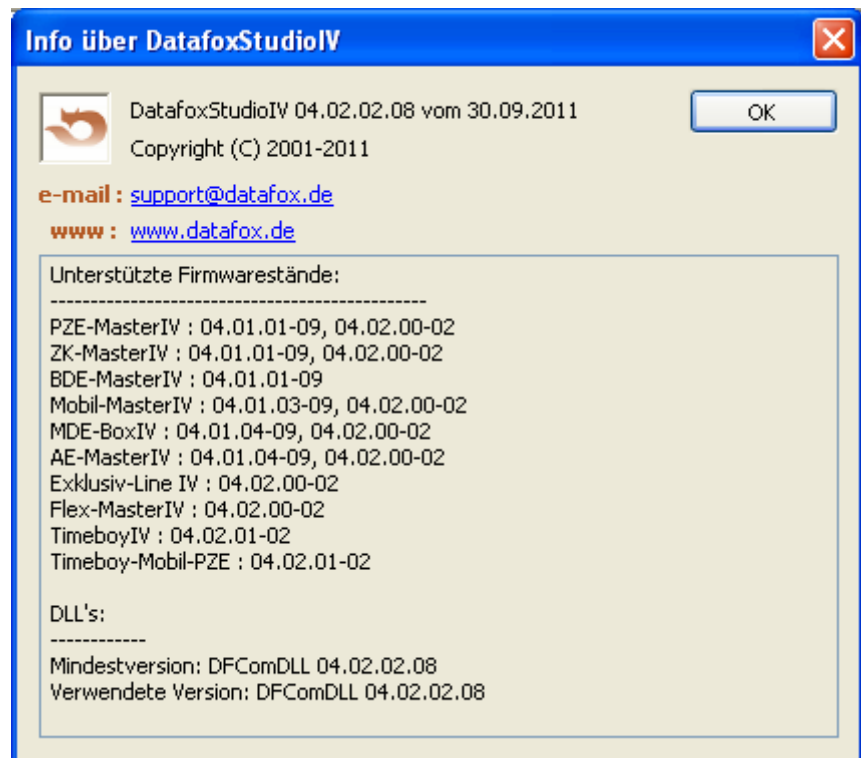 Info über DatafoxStudioIV
DatafoxStudioIV 04.02.02.08 vom 30.09.2011
OK
Copyright (C) 2001-2011
e-mail : support@datafox.de
www : www.datafox.de
Unterstützte Firmwarestände:
-----------------------------------------------
PZE-MasterIV : 04.01.01-09, 04.02.00-02
ZK-MasterIV : 04.01.01-09, 04.02.00-02
BDE-MasterIV : 04.01.01-09
Mobil-MasterIV : 04.01.03-09, 04.02.00-02
MDE-BoxIV : 04.01.04-09, 04.02.00-02
AE-MasterIV : 04.01.04-09, 04.02.00-02
Exklusiv-Line IV : 04.02.00-02
Flex-MasterIV : 04.02.00-02
TimeboyIV : 04.02.01-02
Timeboy-Mobil-PZE : 04.02.01-02
DLL's:
------------
Mindestversion: DFComDLL 04.02.02.08
Verwendete Version: DFComDLL 04.02.02.08